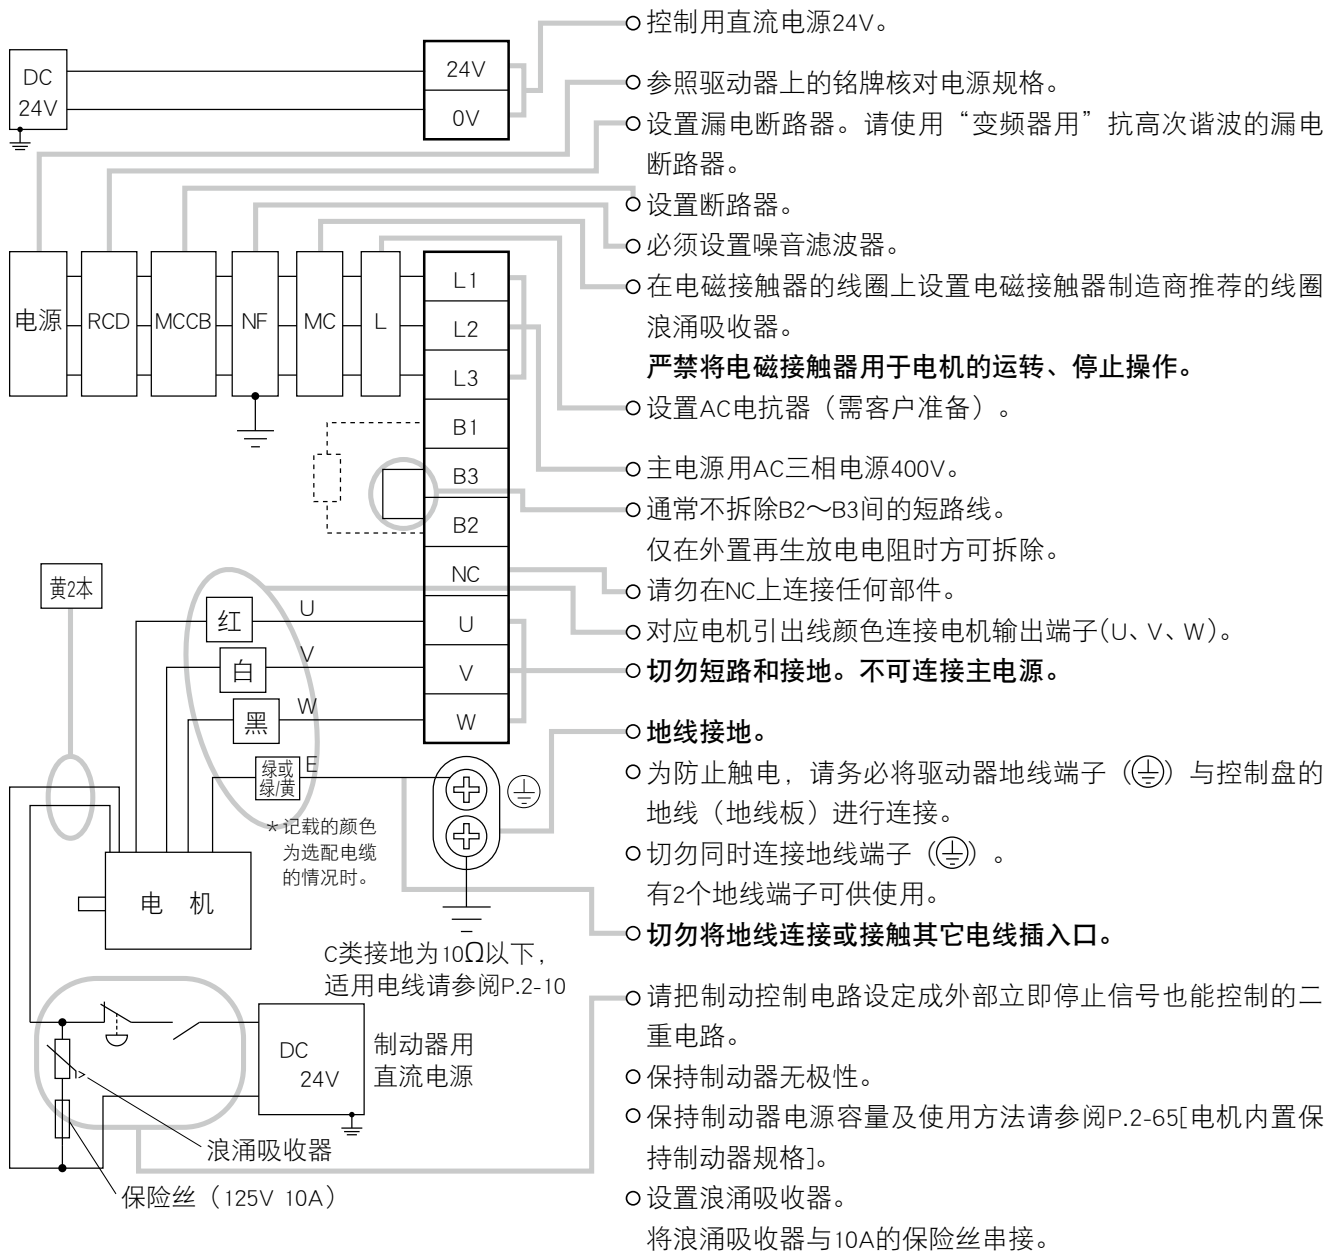 控制用直流电源24V。
DC
24V
24V
0V
参照驱动器上的铭牌核对电源规格。
设置漏电断路器。请使用“变频器用”抗高次谐波的漏电
断路器。
设置断路器。
必须设置噪音滤波器。
在电磁接触器的线圈上设置电磁接触器制造商推荐的线圈
浪涌吸收器。
严禁将电磁接触器用于电机的运转、停止操作。
设置AC电抗器（需客户准备）。
电源
RCD
MCCB
NF
MC
L
L1
L2
L3
B1
B3
B2
NC
U
V
W
主电源用AC三相电源400V。
通常不拆除B2～B3间的短路线。
仅在外置再生放电电阻时方可拆除。
请勿在NC上连接任何部件。
对应电机引出线颜色连接电机输出端子(U、V、W)。
切勿短路和接地。不可连接主电源。
黄2本
红
U
白
V
黑
W
绿或
绿/黄
E
＊记载的颜色
为选配电缆
的情况时。
地线接地。
为防止触电，请务必将驱动器地线端子（⏚）与控制盘的
地线（地线板）进行连接。
切勿同时连接地线端子（⏚）。
有2个地线端子可供使用。
切勿将地线连接或接触其它电线插入口。
电 机
C类接地为10Ω以下，
适用电线请参阅P.2-10
请把制动控制电路设定成外部立即停止信号也能控制的二
重电路。
保持制动器无极性。
保持制动器电源容量及使用方法请参阅P.2-65[电机内置保
持制动器规格]。
设置浪涌吸收器。
将浪涌吸收器与10A的保险丝串接。
DC
24V
制动器用
直流电源
浪涌吸收器
保险丝（125V 10A）